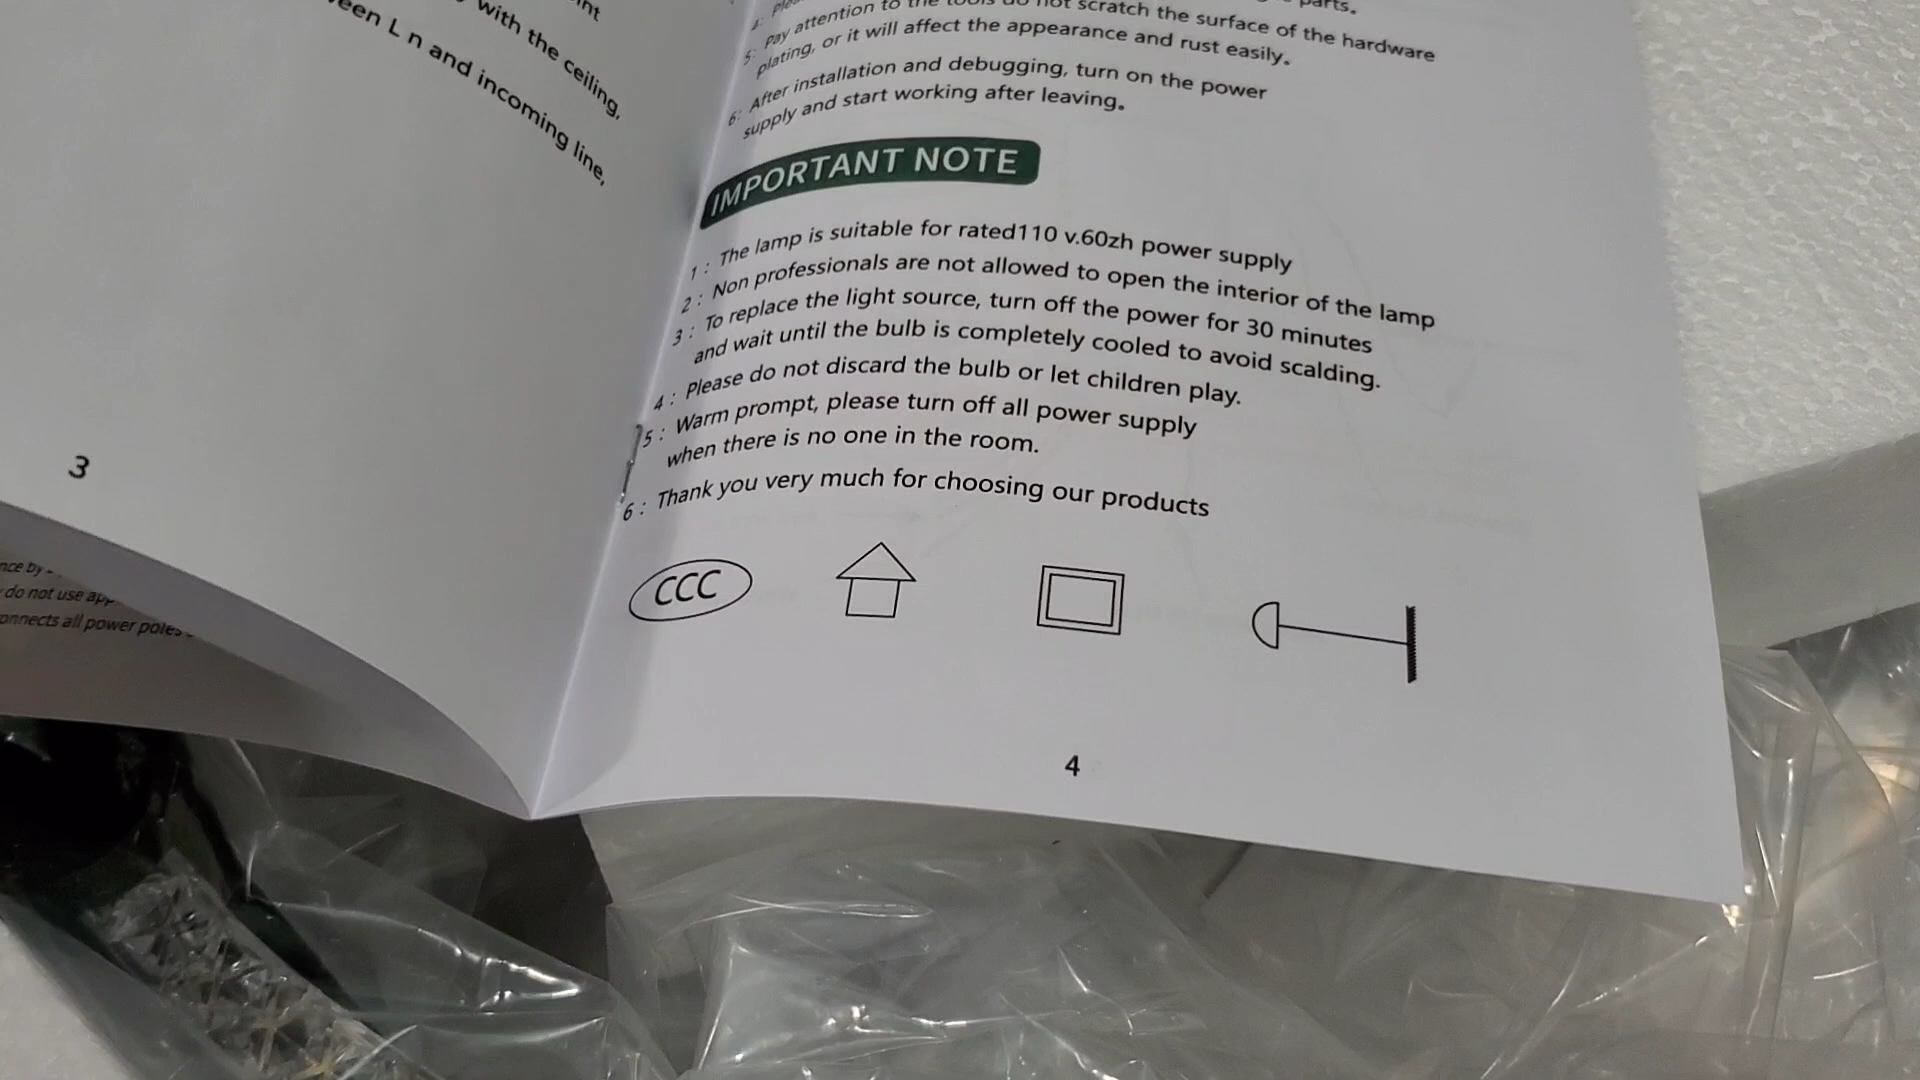 with the ceiling,
L n and incoming line,
3
do not use
all power poles
parts.
5: Pay attention to the tools do not scratch the surface of the hardware
plating, or it will affect the appearance and rust easily.
6: After installation and debugging, turn on the power
supply and start working after leaving.
IMPORTANT NOTE
1: The lamp is suitable for rated110 v.60zh power supply
2: Non professionals are not allowed to open the interior of the lamp
3: To replace the light source, turn off the power for 30 minutes
and wait until the bulb is completely cooled to avoid scalding.
4: Please do not discard the bulb or let children play.
5: Warm prompt, please turn off all power supply
when there is no one in the room.
6: Thank you very much for choosing our products
CCC
4